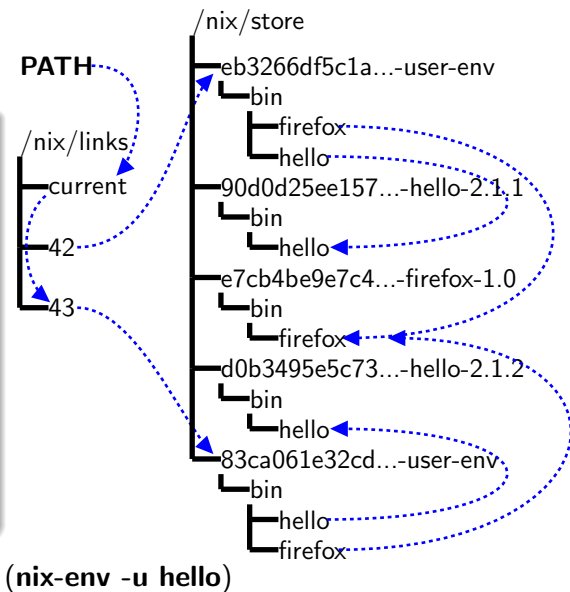 /nix/store
PATH
eb3266df5c1a...-user-env
bin
firefox
/nix/links
hello
current
90d0d25ee157...-hello-2.1.1
bin
42
hello
e7cb4be9e7c4...-firefox-1.0
43
bin
firefox
d0b3495e5c73...-hello-2.1.2
bin
hello
83ca061e32cd...-user-env
bin
hello
firefox
(nix-env -u hello)